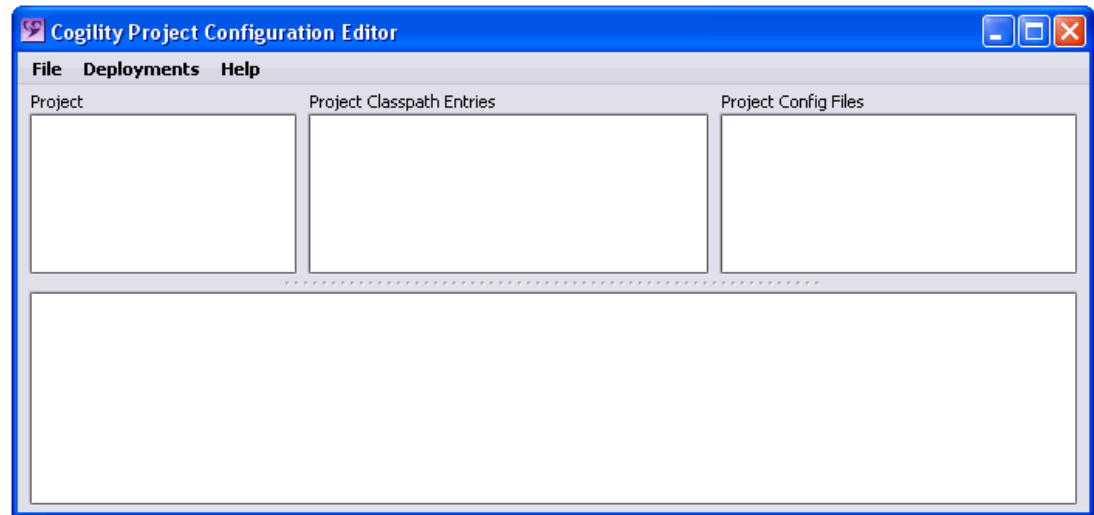 Cogility Project Configuration Editor
File Deployments Help
Project Project Classpath Entries Project Config Files